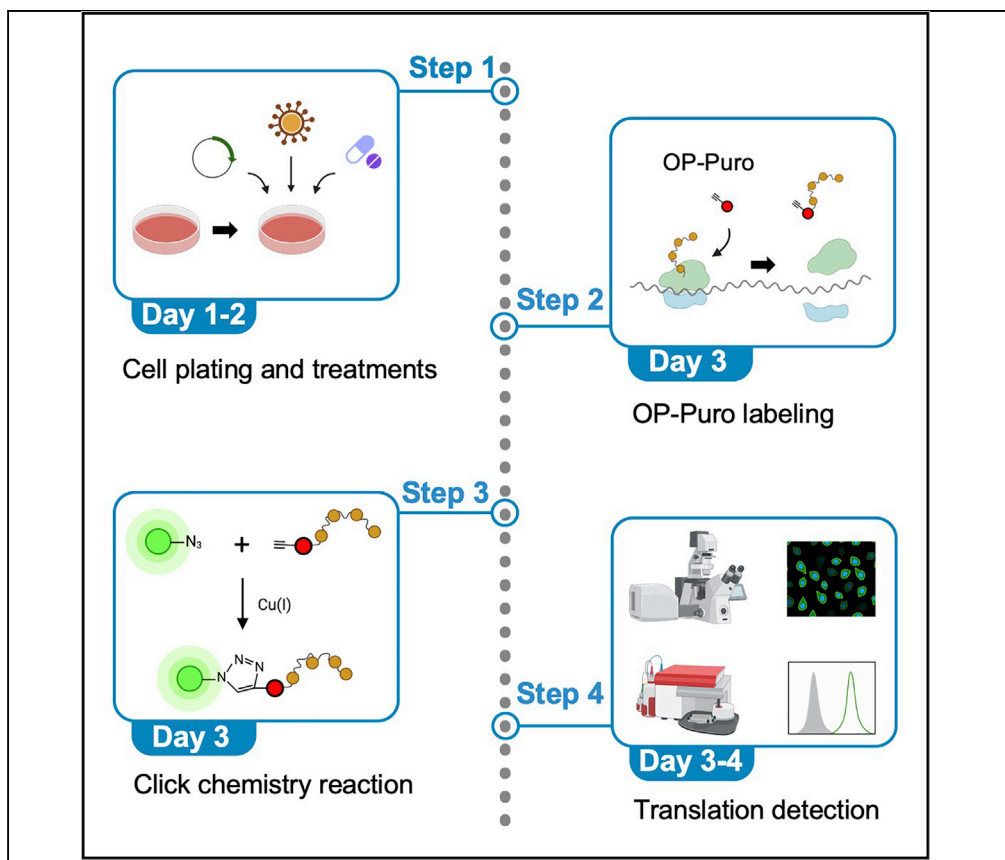 Step 1
Day 1-2
Cell plating and treatments
OP-Puro
Step 2
Day 3
OP-Puro labeling
Step 3
N₃
+
Cu(I)
N
N
N
Day 3
Click chemistry reaction
Step 4
Day 3-4
Translation detection